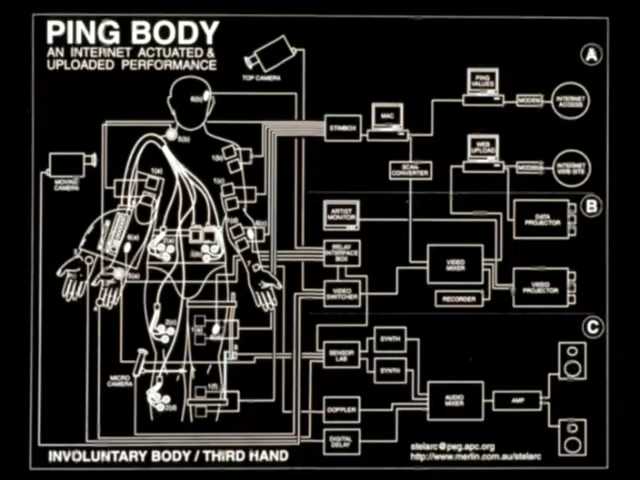 PING BODY
AN INTERNET ACTUATED &
UPLOADED PERFORMANCE
TOP CAMERA
A
PING
VALUES
MODEM
INTERNET
ACCESS
STIMBOX
MAC
WEB
UPLOAD
MODEM
INTERNET
WEB SITE
SCAN
CONVERTER
MOVING
CAMERA
B
ARTIST
MONITOR
DATA
PROJECTOR
RELAY
INTERFACE
BOX
VIDEO
MIXER
VIDEO
SWITCHER
RECORDER
VIDEO
PROJECTOR
C
SENSOR
LAB
SYNTH
SYNTH
MICRO
CAMERA
DOPPLER
AUDIO
MIXER
AMP
DIGITAL
DELAY
stelarc@peg.apc.org
http://www.merlin.com.au/stelarc
INVOLUNTARY BODY / THIRD HAND